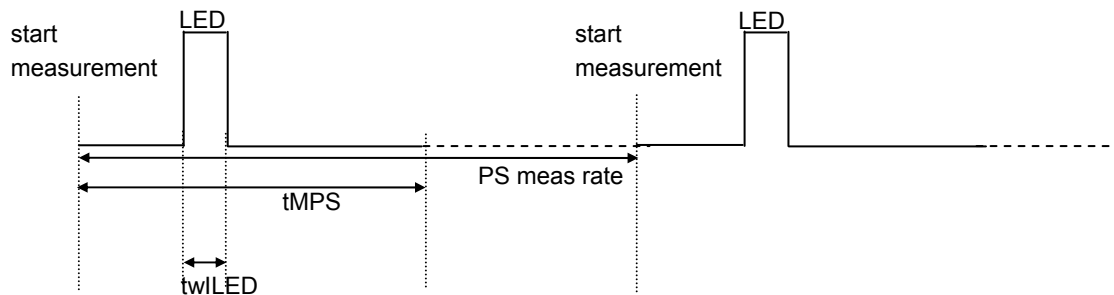 LED
start
measurement
LED
start
measurement
PS meas rate
tMPS
twILED